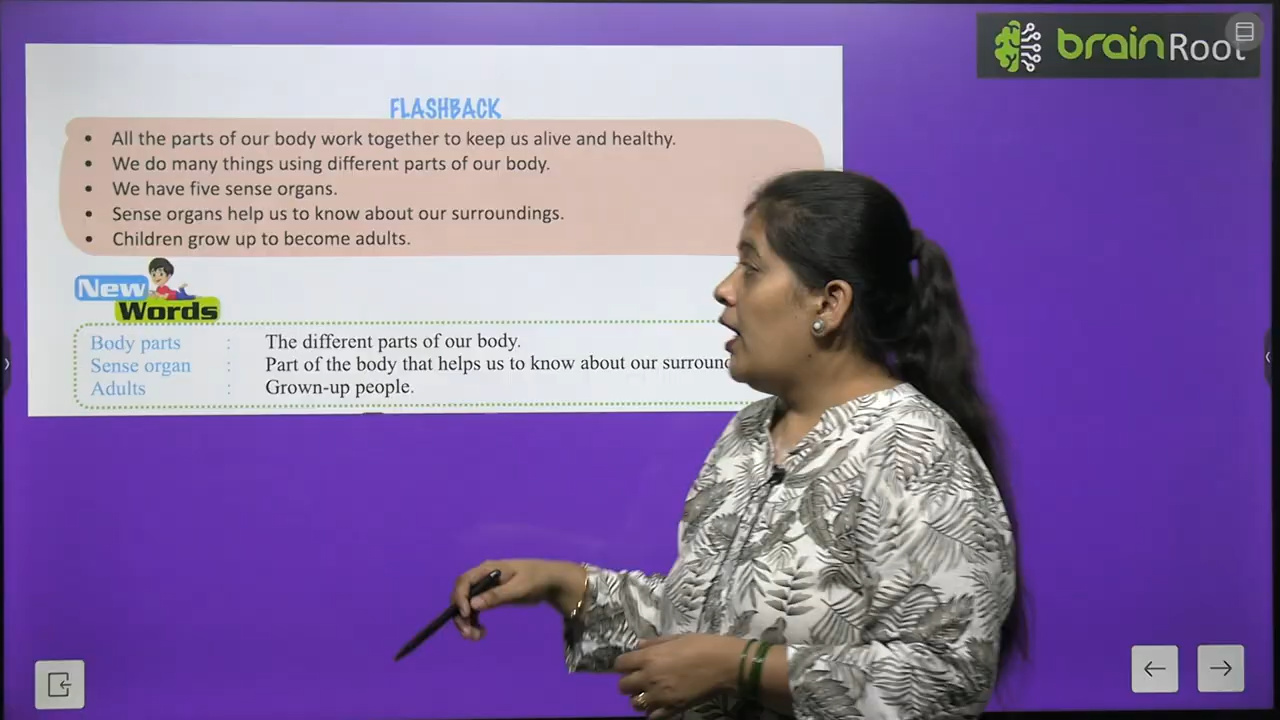 brainRoot
FLASHBACK
• All the parts of our body work together to keep us alive and healthy.
• We do many things using different parts of our body.
• We have five sense organs.
• Sense organs help us to know about our surroundings.
• Children grow up to become adults.
New
Words
Body parts : The different parts of our body.
Sense organ : Part of the body that helps us to know about our surround
Adults : Grown-up people.